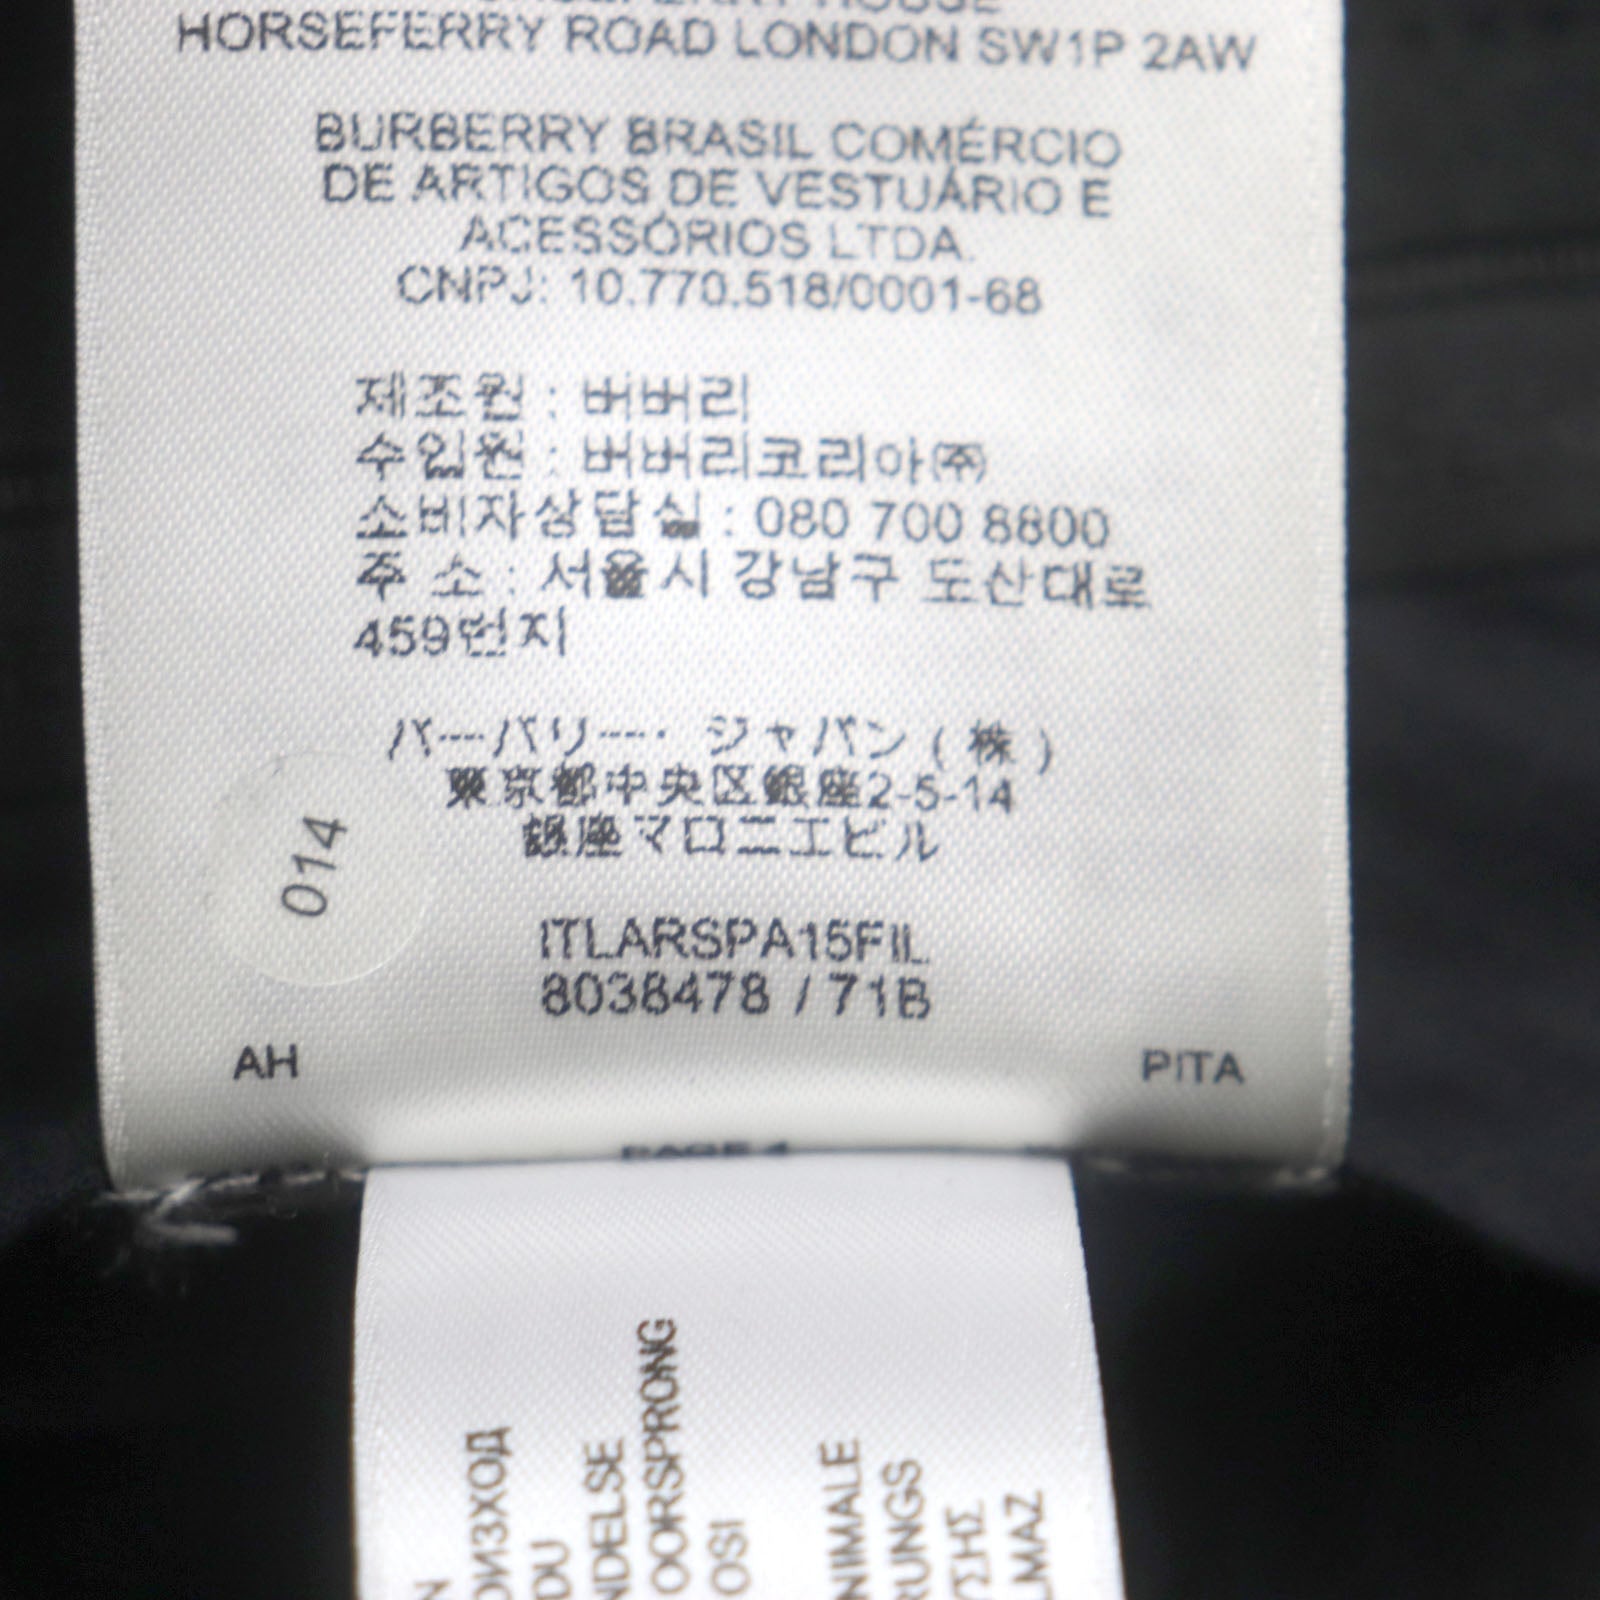 HORSEFERRY ROAD LONDON SW1P 2AW
BURBERRY BRASIL COMÉRCIO
DE ARTIGOS DE VESTUÁRIO E
ACESSÓRIOS LTDA.
CNPJ: 10.770.518/0001-68
제조원 : 버버리
수입원 : 버버리코리아㈜
소비자상담실 : 080 700 8800
주 소 : 서울시 강남구 도산대로
459번지
バーバリー・ジャパン(株)
東京都中央区銀座2-5-14
銀座マロニエビル
014
ITLARSPA15FIL
8038478 / 71B
AH
PITA
PAGE 4
OORSPRONG